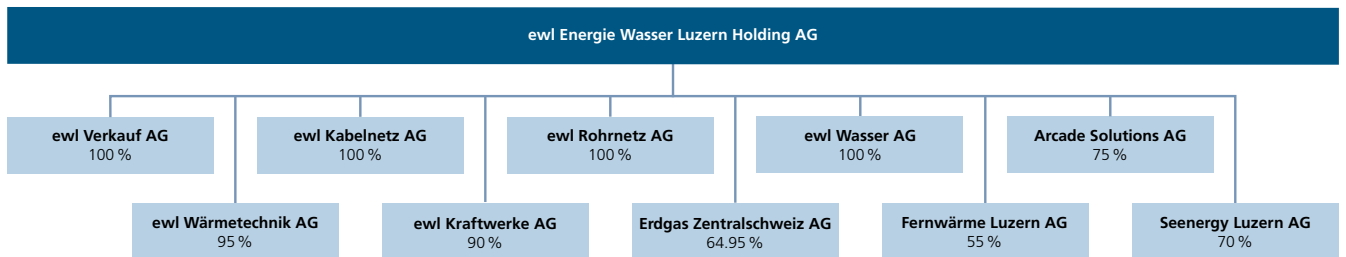 ewl Energie Wasser Luzern Holding AG
ewl Verkauf AG
100 %
ewl Kabelnetz AG
100 %
ewl Rohrnetz AG
100 %
ewl Wasser AG
100 %
Arcade Solutions AG
75 %
ewl Wärmetechnik AG
95 %
ewl Kraftwerke AG
90 %
Erdgas Zentralschweiz AG
64.95 %
Fernwärme Luzern AG
55 %
Seenergy Luzern AG
70 %